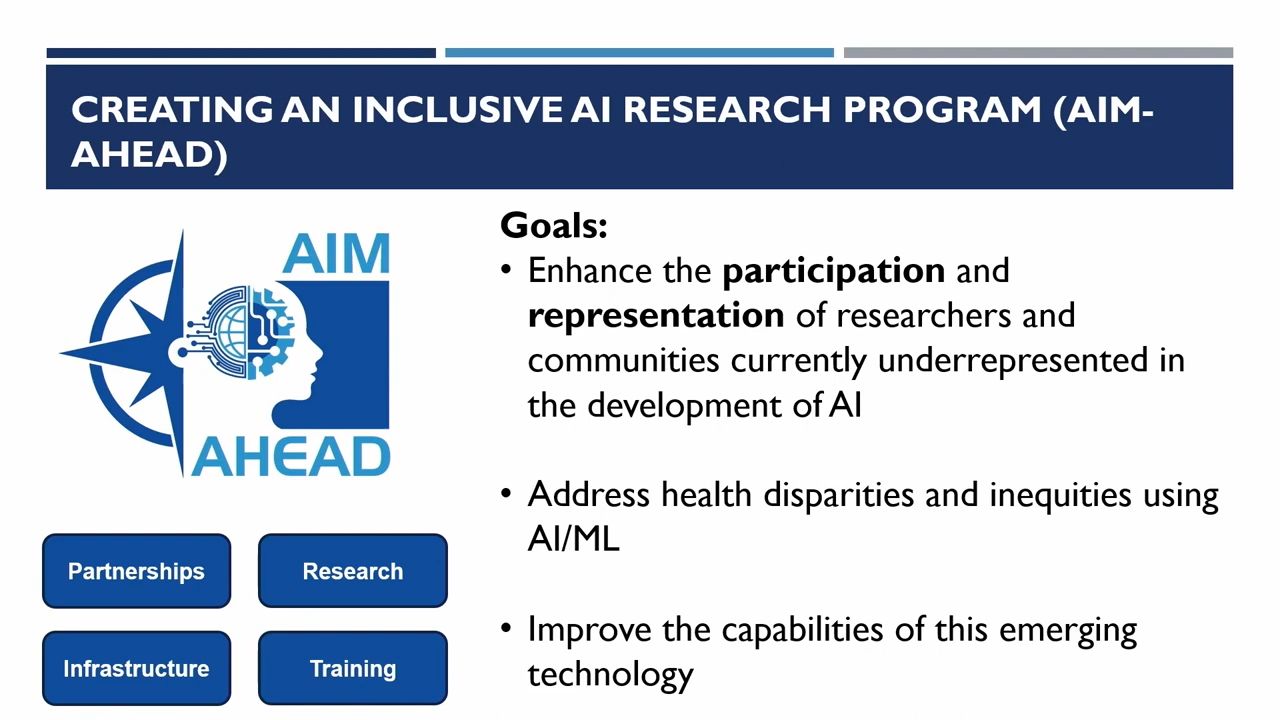 CREATING AN INCLUSIVE AI RESEARCH PROGRAM (AIM-
AHEAD)
AIM
AHEAD
Partnerships
Research
Infrastructure
Training
Goals:
• Enhance the participation and
representation of researchers and
communities currently underrepresented in
the development of AI
• Address health disparities and inequities using
AI/ML
• Improve the capabilities of this emerging
technology